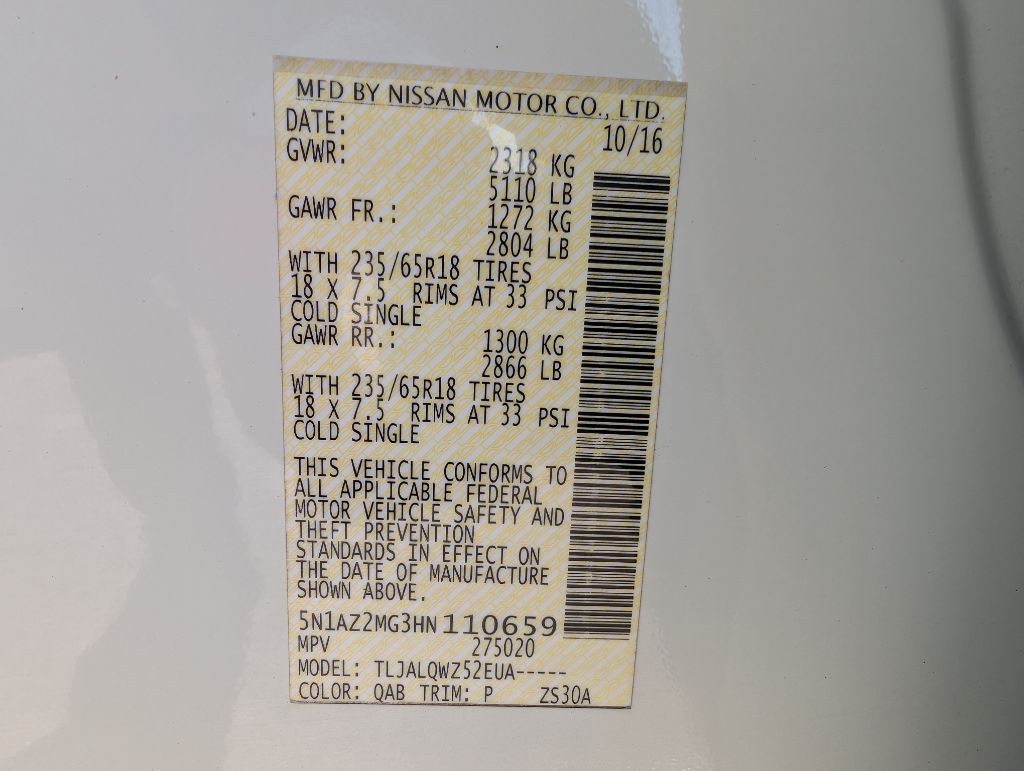 MFD BY NISSAN MOTOR CO., LTD.
DATE: 10/16
GVWR: 2318 KG
5110 LB
GAWR FR.: 1272 KG
2804 LB
WITH 235/65R18 TIRES
18 X 7.5 RIMS AT 33 PSI
COLD SINGLE
GAWR RR.: 1300 KG
2866 LB
WITH 235/65R18 TIRES
18 X 7.5 RIMS AT 33 PSI
COLD SINGLE
THIS VEHICLE CONFORMS TO
ALL APPLICABLE FEDERAL
MOTOR VEHICLE SAFETY AND
THEFT PREVENTION
STANDARDS IN EFFECT ON
THE DATE OF MANUFACTURE
SHOWN ABOVE.
5N1AZ2MG3HN110659
MPV 275020
MODEL: TLJALQWZ52EUA-----
COLOR: QAB TRIM: P ZS30A